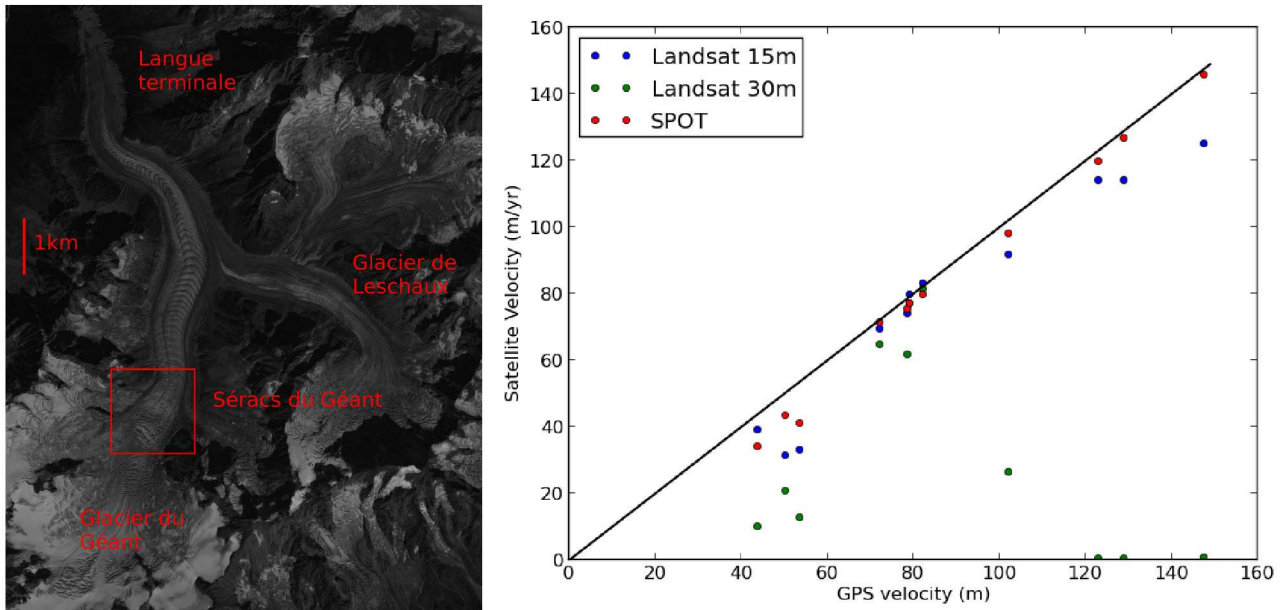 Langue
terminale
1km
Glacier de
Leschaux
Séracs du Géant
Glacier du
Géant
160
140
120
100
80
60
40
20
0
Satellite Velocity (m/yr)
Landsat 15m
Landsat 30m
SPOT
0
20
40
60
80
100
120
140
160
GPS velocity (m)